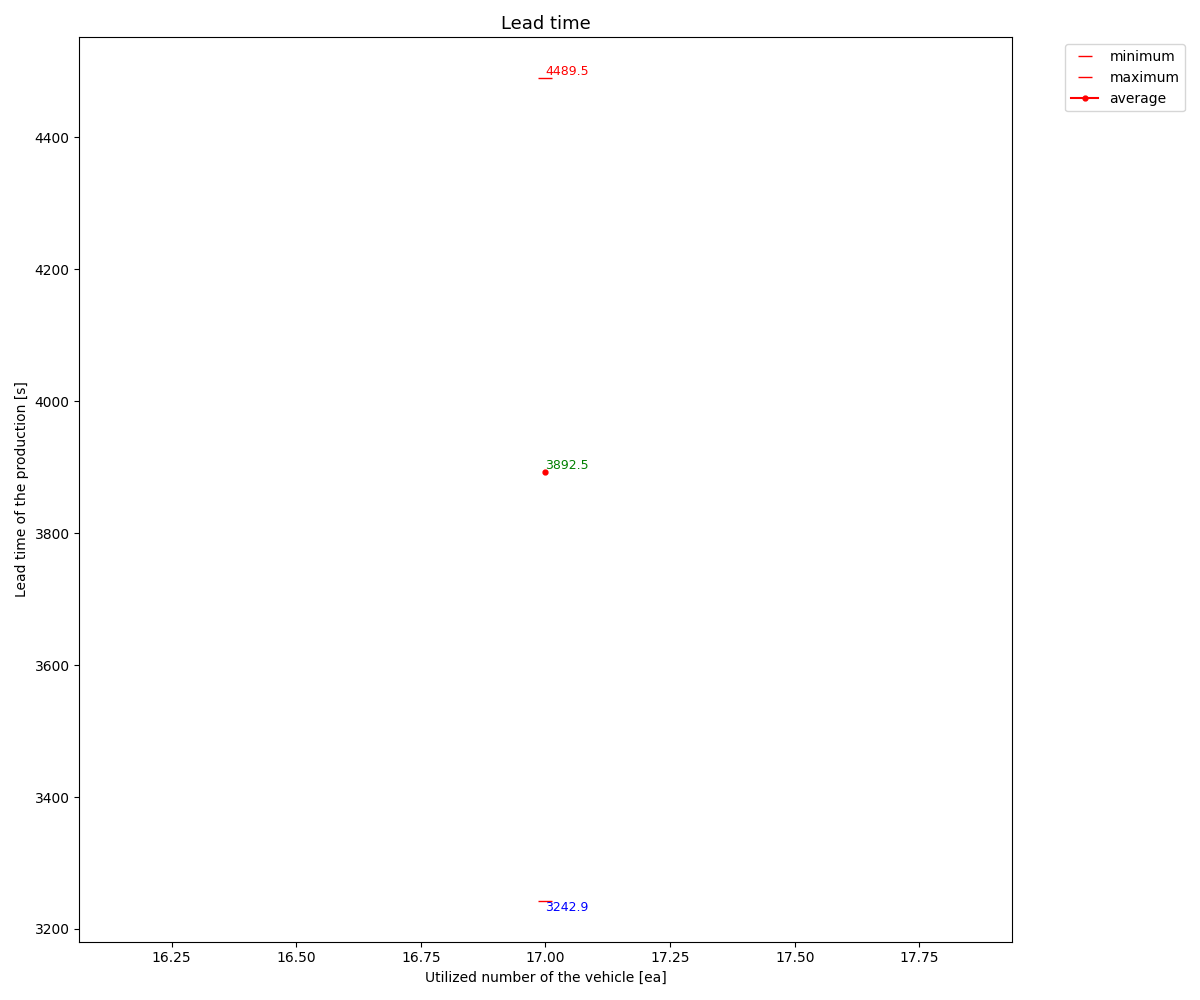 Lead time
minimum
maximum
average
4489.5
3892.5
3242.9
4400
4200
4000
3800
3600
3400
3200
Lead time of the production [s]
16.25 16.50 16.75 17.00 17.25 17.50 17.75
Utilized number of the vehicle [ea]